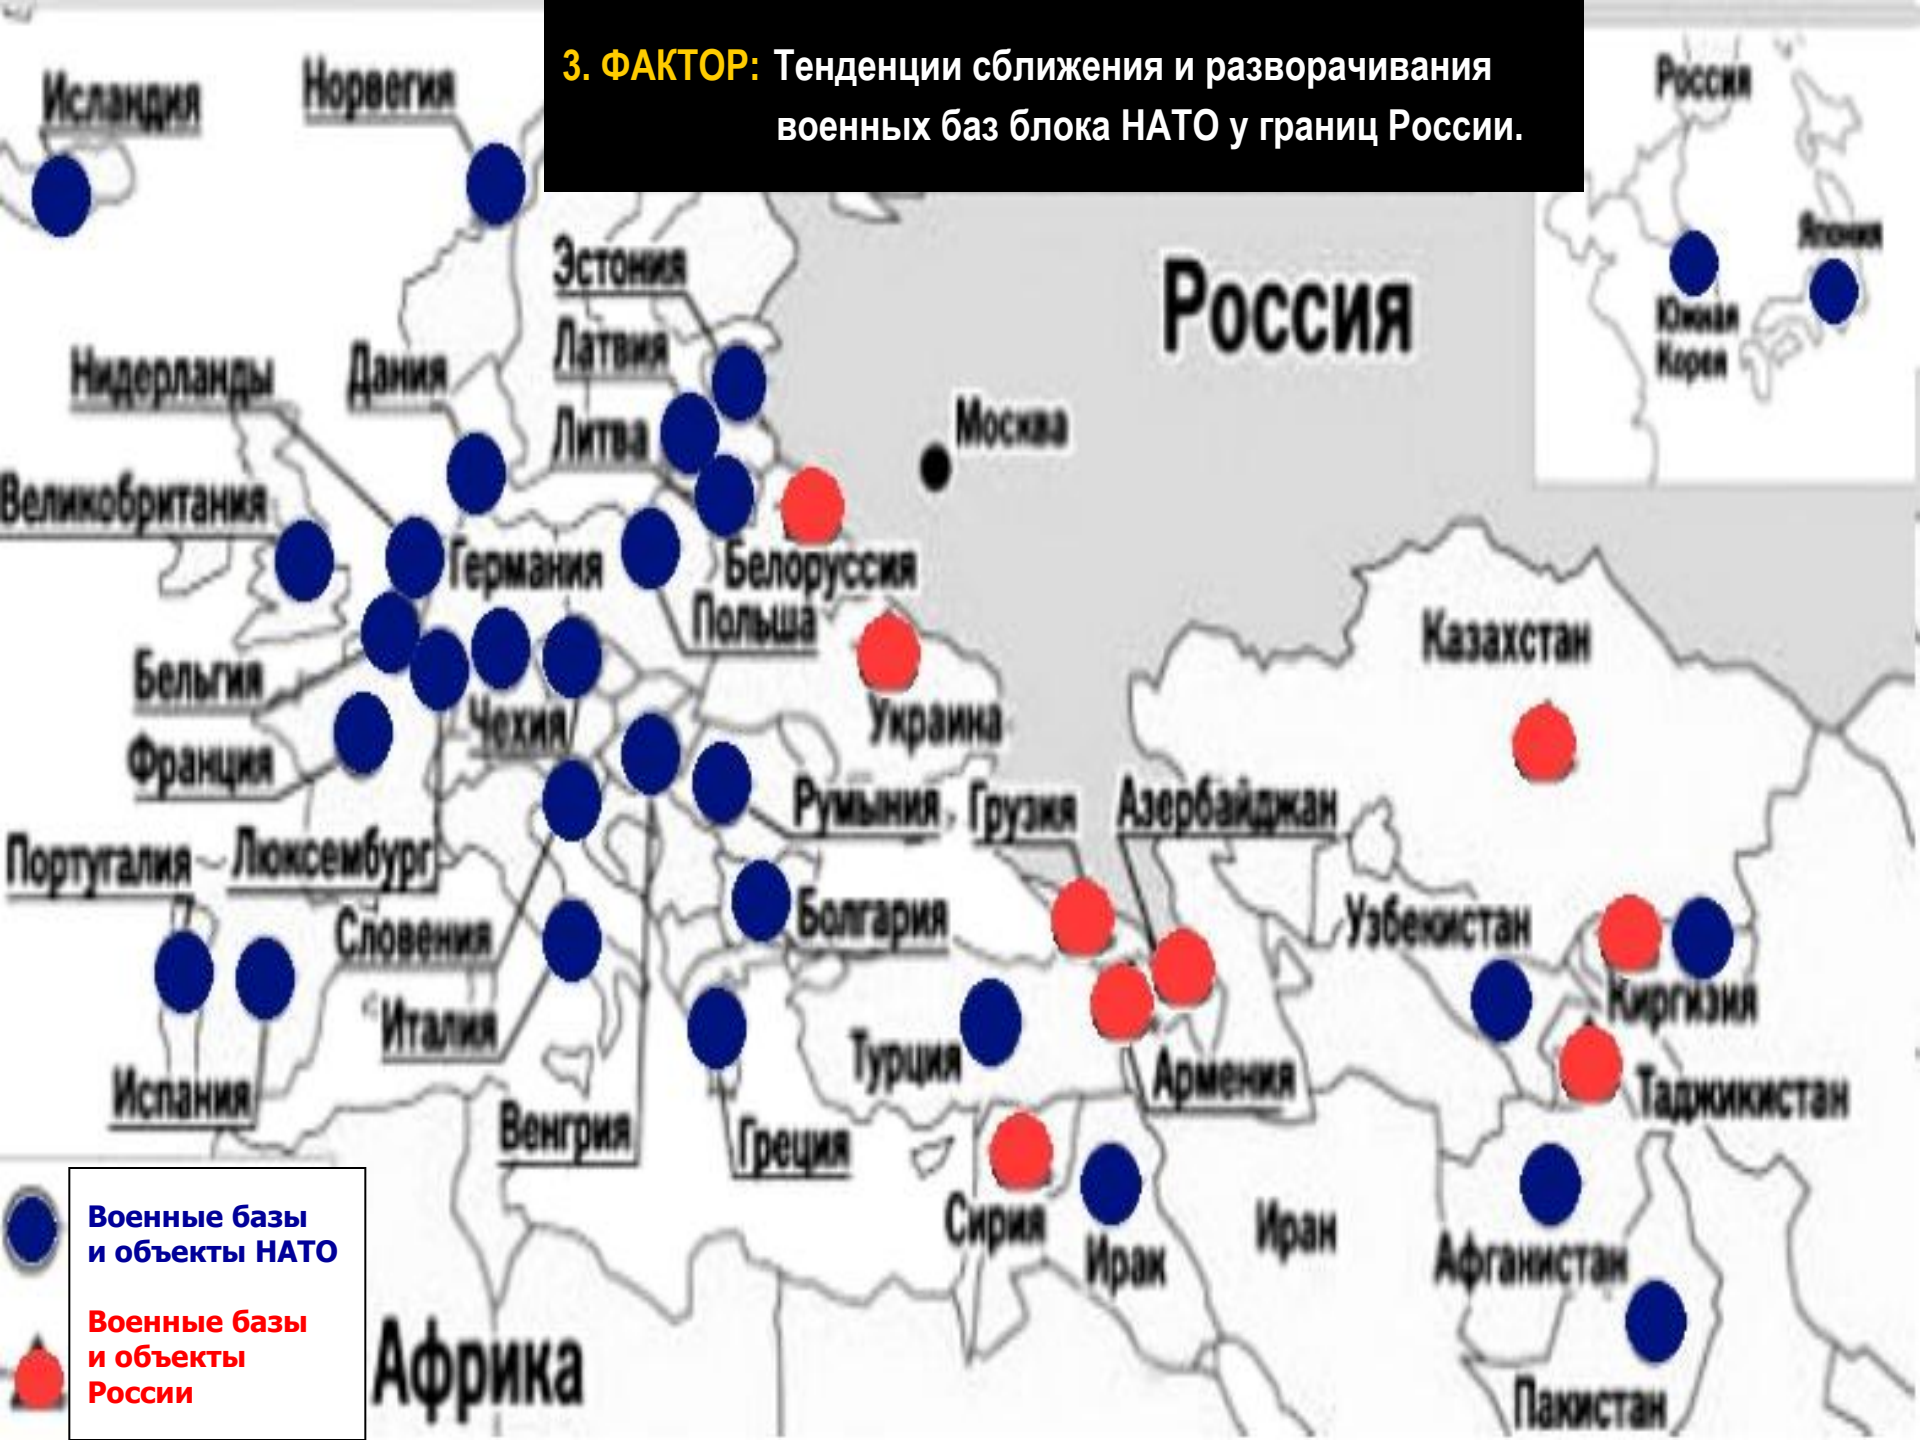 3. ФАКТОР: Тенденции сближения и разворачивания
военных баз блока НАТО у границ России.
Исландия
Норвегия
Россия
Эстония
Япония
Россия
Южная
Корея
Латвия
Нидерланды
Дания
Литва
Москва
Великобритания
Германия
Белоруссия
Польша
Казахстан
Бельгия
Чехия
Украина
Франция
Румыния
Грузия
Азербайджан
Португалия
Люксембург
Словения
Болгария
Узбекистан
Италия
Киргизия
Турция
Армения
Таджикистан
Испания
Венгрия
Греция
Сирия
Ирак
Иран
Афганистан
Военные базы
и объекты НАТО
Военные базы
и объекты
России
Африка
Пакистан